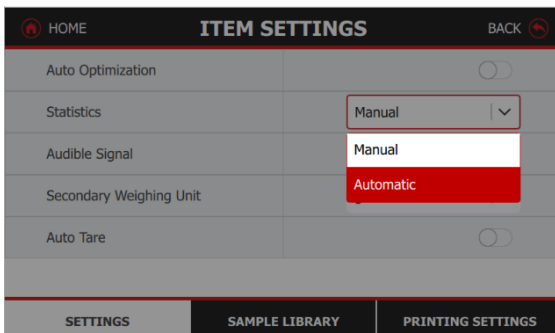 HOME ITEM SETTINGS BACK
Auto Optimization
Statistics Manual
Audible Signal Manual
Secondary Weighing Unit Automatic
Auto Tare
SETTINGS SAMPLE LIBRARY PRINTING SETTINGS